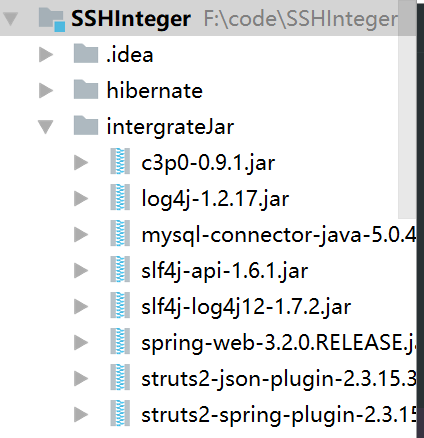 SSHInteger F:\code\SSHInteger
.idea
hibernate
intergrateJar
c3p0-0.9.1.jar
log4j-1.2.17.jar
mysql-connector-java-5.0.4
slf4j-api-1.6.1.jar
slf4j-log4j12-1.7.2.jar
spring-web-3.2.0.RELEASE.ja
struts2-json-plugin-2.3.15.3
struts2-spring-plugin-2.3.15